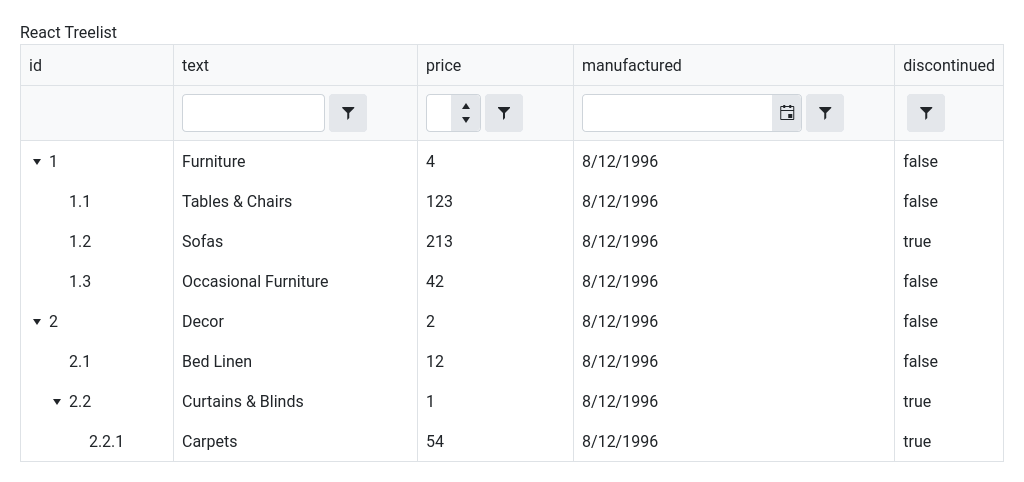 React Treelist
id text price manufactured discontinued
1 Furniture 4 8/12/1996 false
1.1 Tables & Chairs 123 8/12/1996 false
1.2 Sofas 213 8/12/1996 true
1.3 Occasional Furniture 42 8/12/1996 false
2 Decor 2 8/12/1996 false
2.1 Bed Linen 12 8/12/1996 false
2.2 Curtains & Blinds 1 8/12/1996 true
2.2.1 Carpets 54 8/12/1996 true